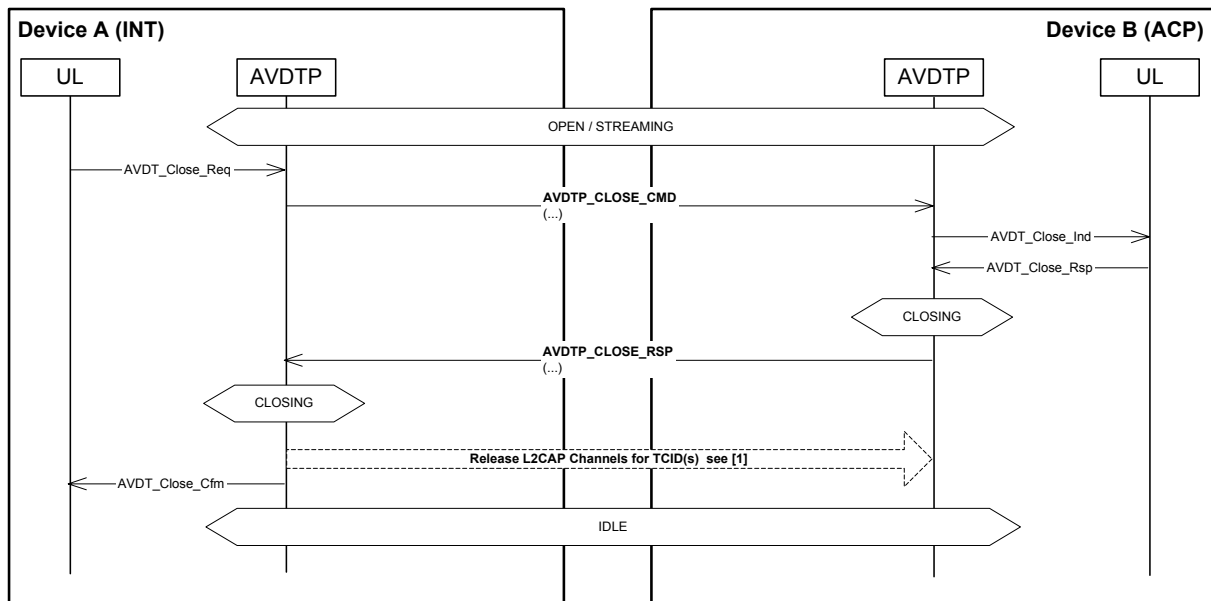 Device A (INT)
Device B (ACP)
UL
AVDTP
AVDTP
UL
OPEN / STREAMING
AVDT_Close_Req
AVDTP_CLOSE_CMD
(...)
AVDT_Close_Ind
AVDT_Close_Rsp
CLOSING
AVDTP_CLOSE_RSP
(...)
CLOSING
Release L2CAP Channels for TCID(s) see [1]
AVDT_Close_Cfm
IDLE